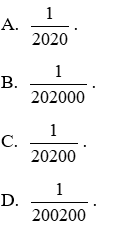 A. 1/2020 .
B. 1/202000 .
C. 1/20200 .
D. 1/200200 .